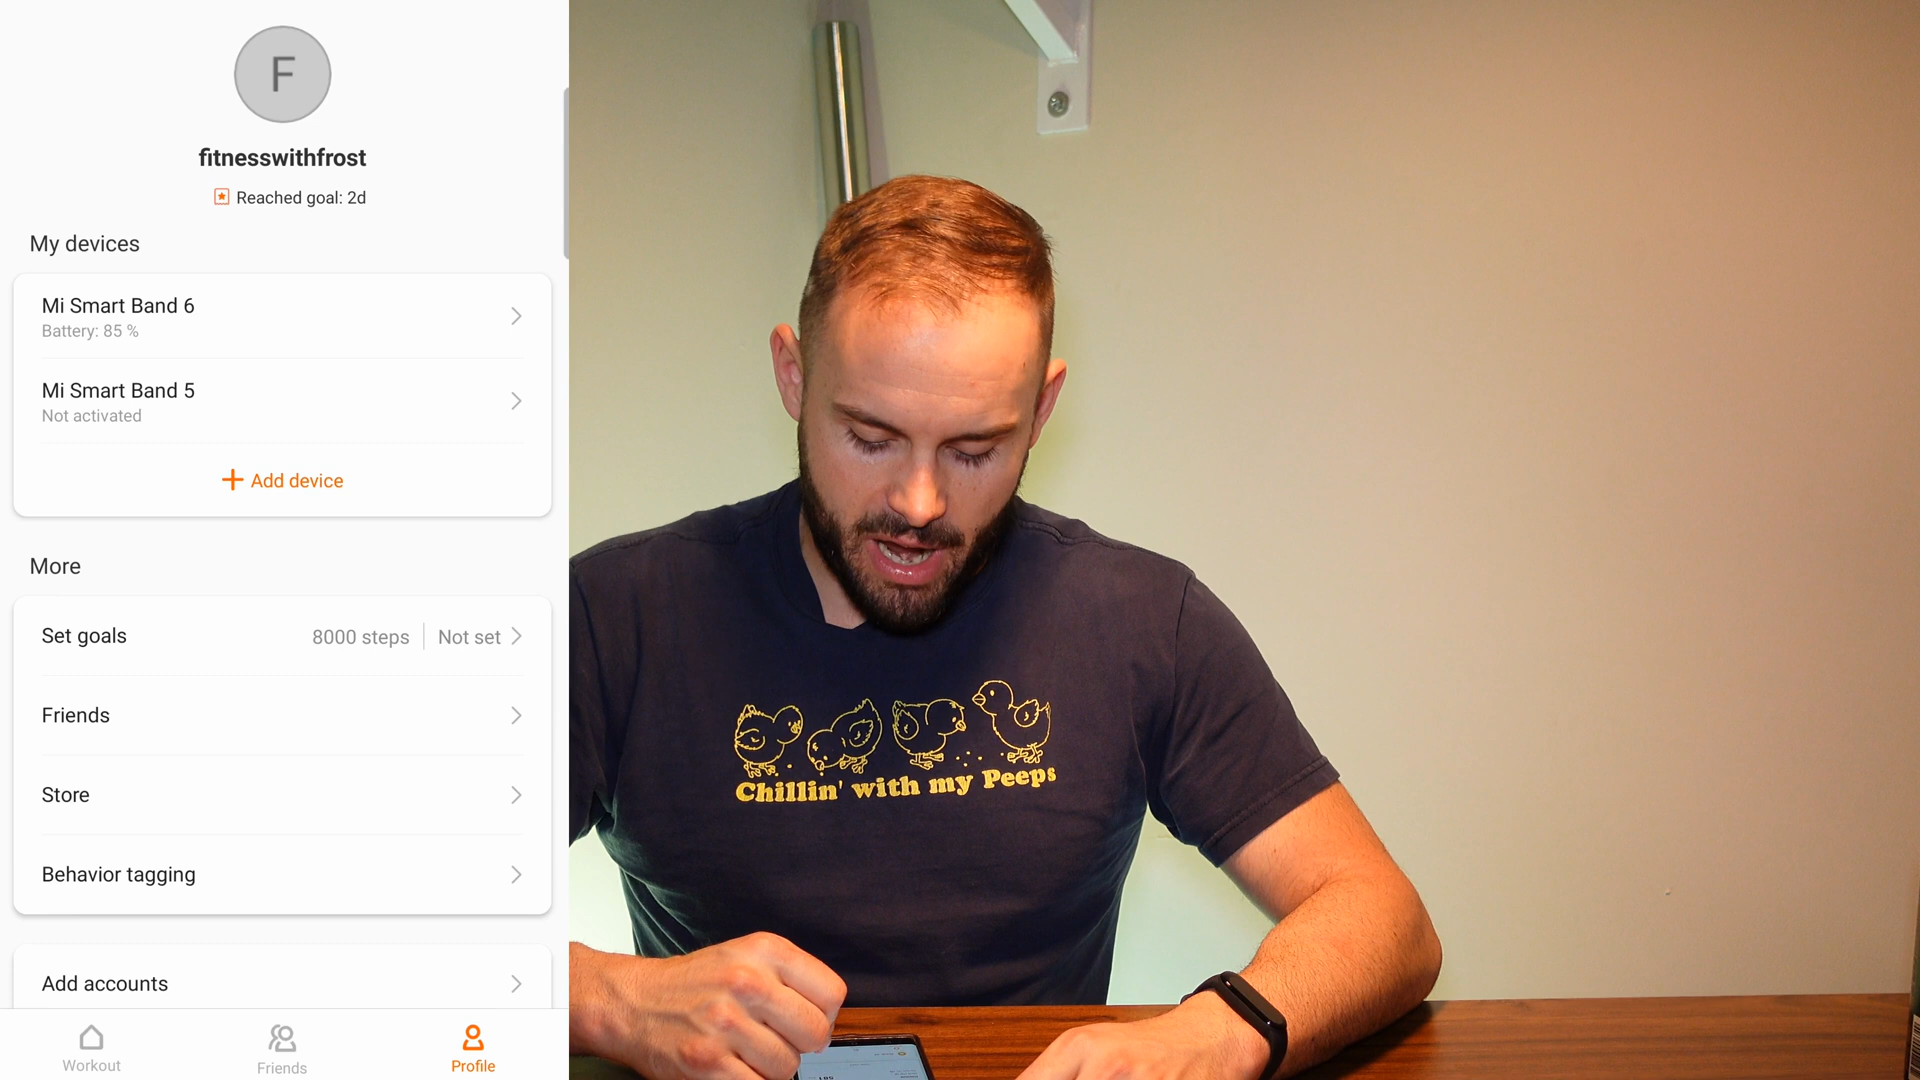 F
fitnesswithfrost
Reached goal: 2d
My devices
Mi Smart Band 6
Battery: 85 %
Mi Smart Band 5
Not activated
Add device
More
Set goals 8000 steps Not set
Friends
Store
Behavior tagging
Add accounts
Workout Friends Profile
Chillin' with my Peeps